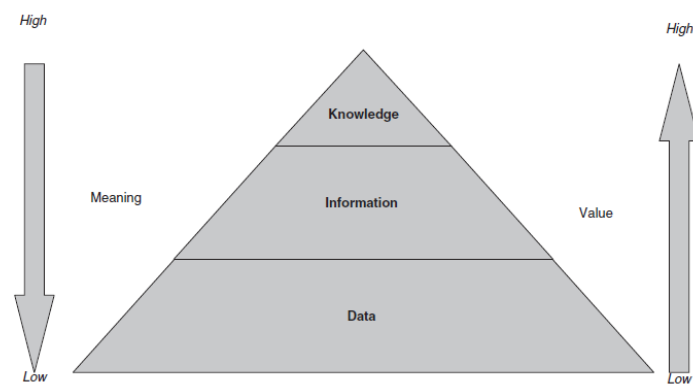 High
High
Knowledge
Meaning
Information
Value
Data
Low
Low